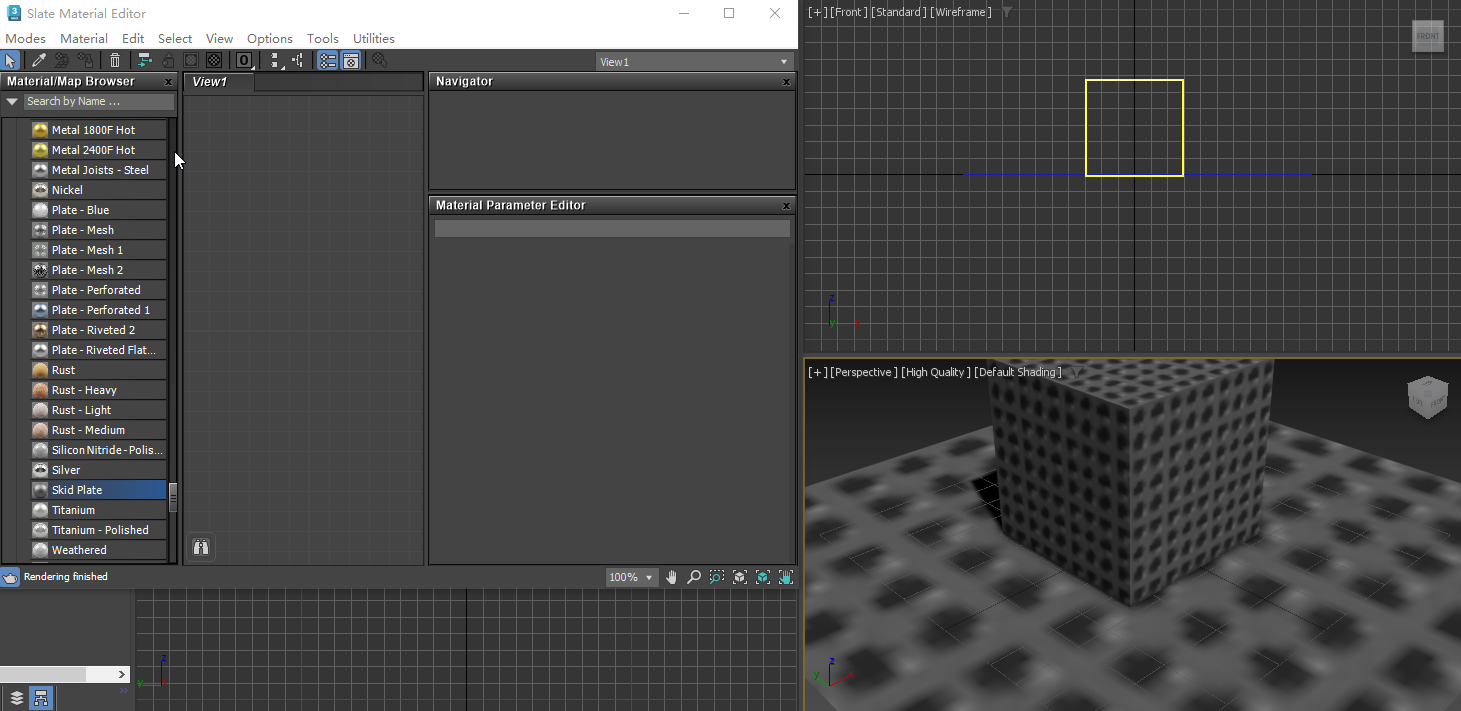 Slate Material Editor
Modes Material Edit Select View Options Tools Utilities
0
View1
Material/Map Browser x
Search by Name ...
Metal 1800F Hot
Metal 2400F Hot
Metal Joists - Steel
Nickel
Plate - Blue
Plate - Mesh
Plate - Mesh 1
Plate - Mesh 2
Plate - Perforated
Plate - Perforated 1
Plate - Riveted 2
Plate - Riveted Flat...
Rust
Rust - Heavy
Rust - Light
Rust - Medium
Silicon Nitride - Polis...
Silver
Skid Plate
Titanium
Titanium - Polished
Weathered
View1
Navigator x
Material Parameter Editor x
Rendering finished
100%
z
y x
[+] [Front ] [Standard ] [Wireframe ]
FRONT
z
y x
[+] [Perspective ] [High Quality ] [Default Shading ]
FRONT
z
y x